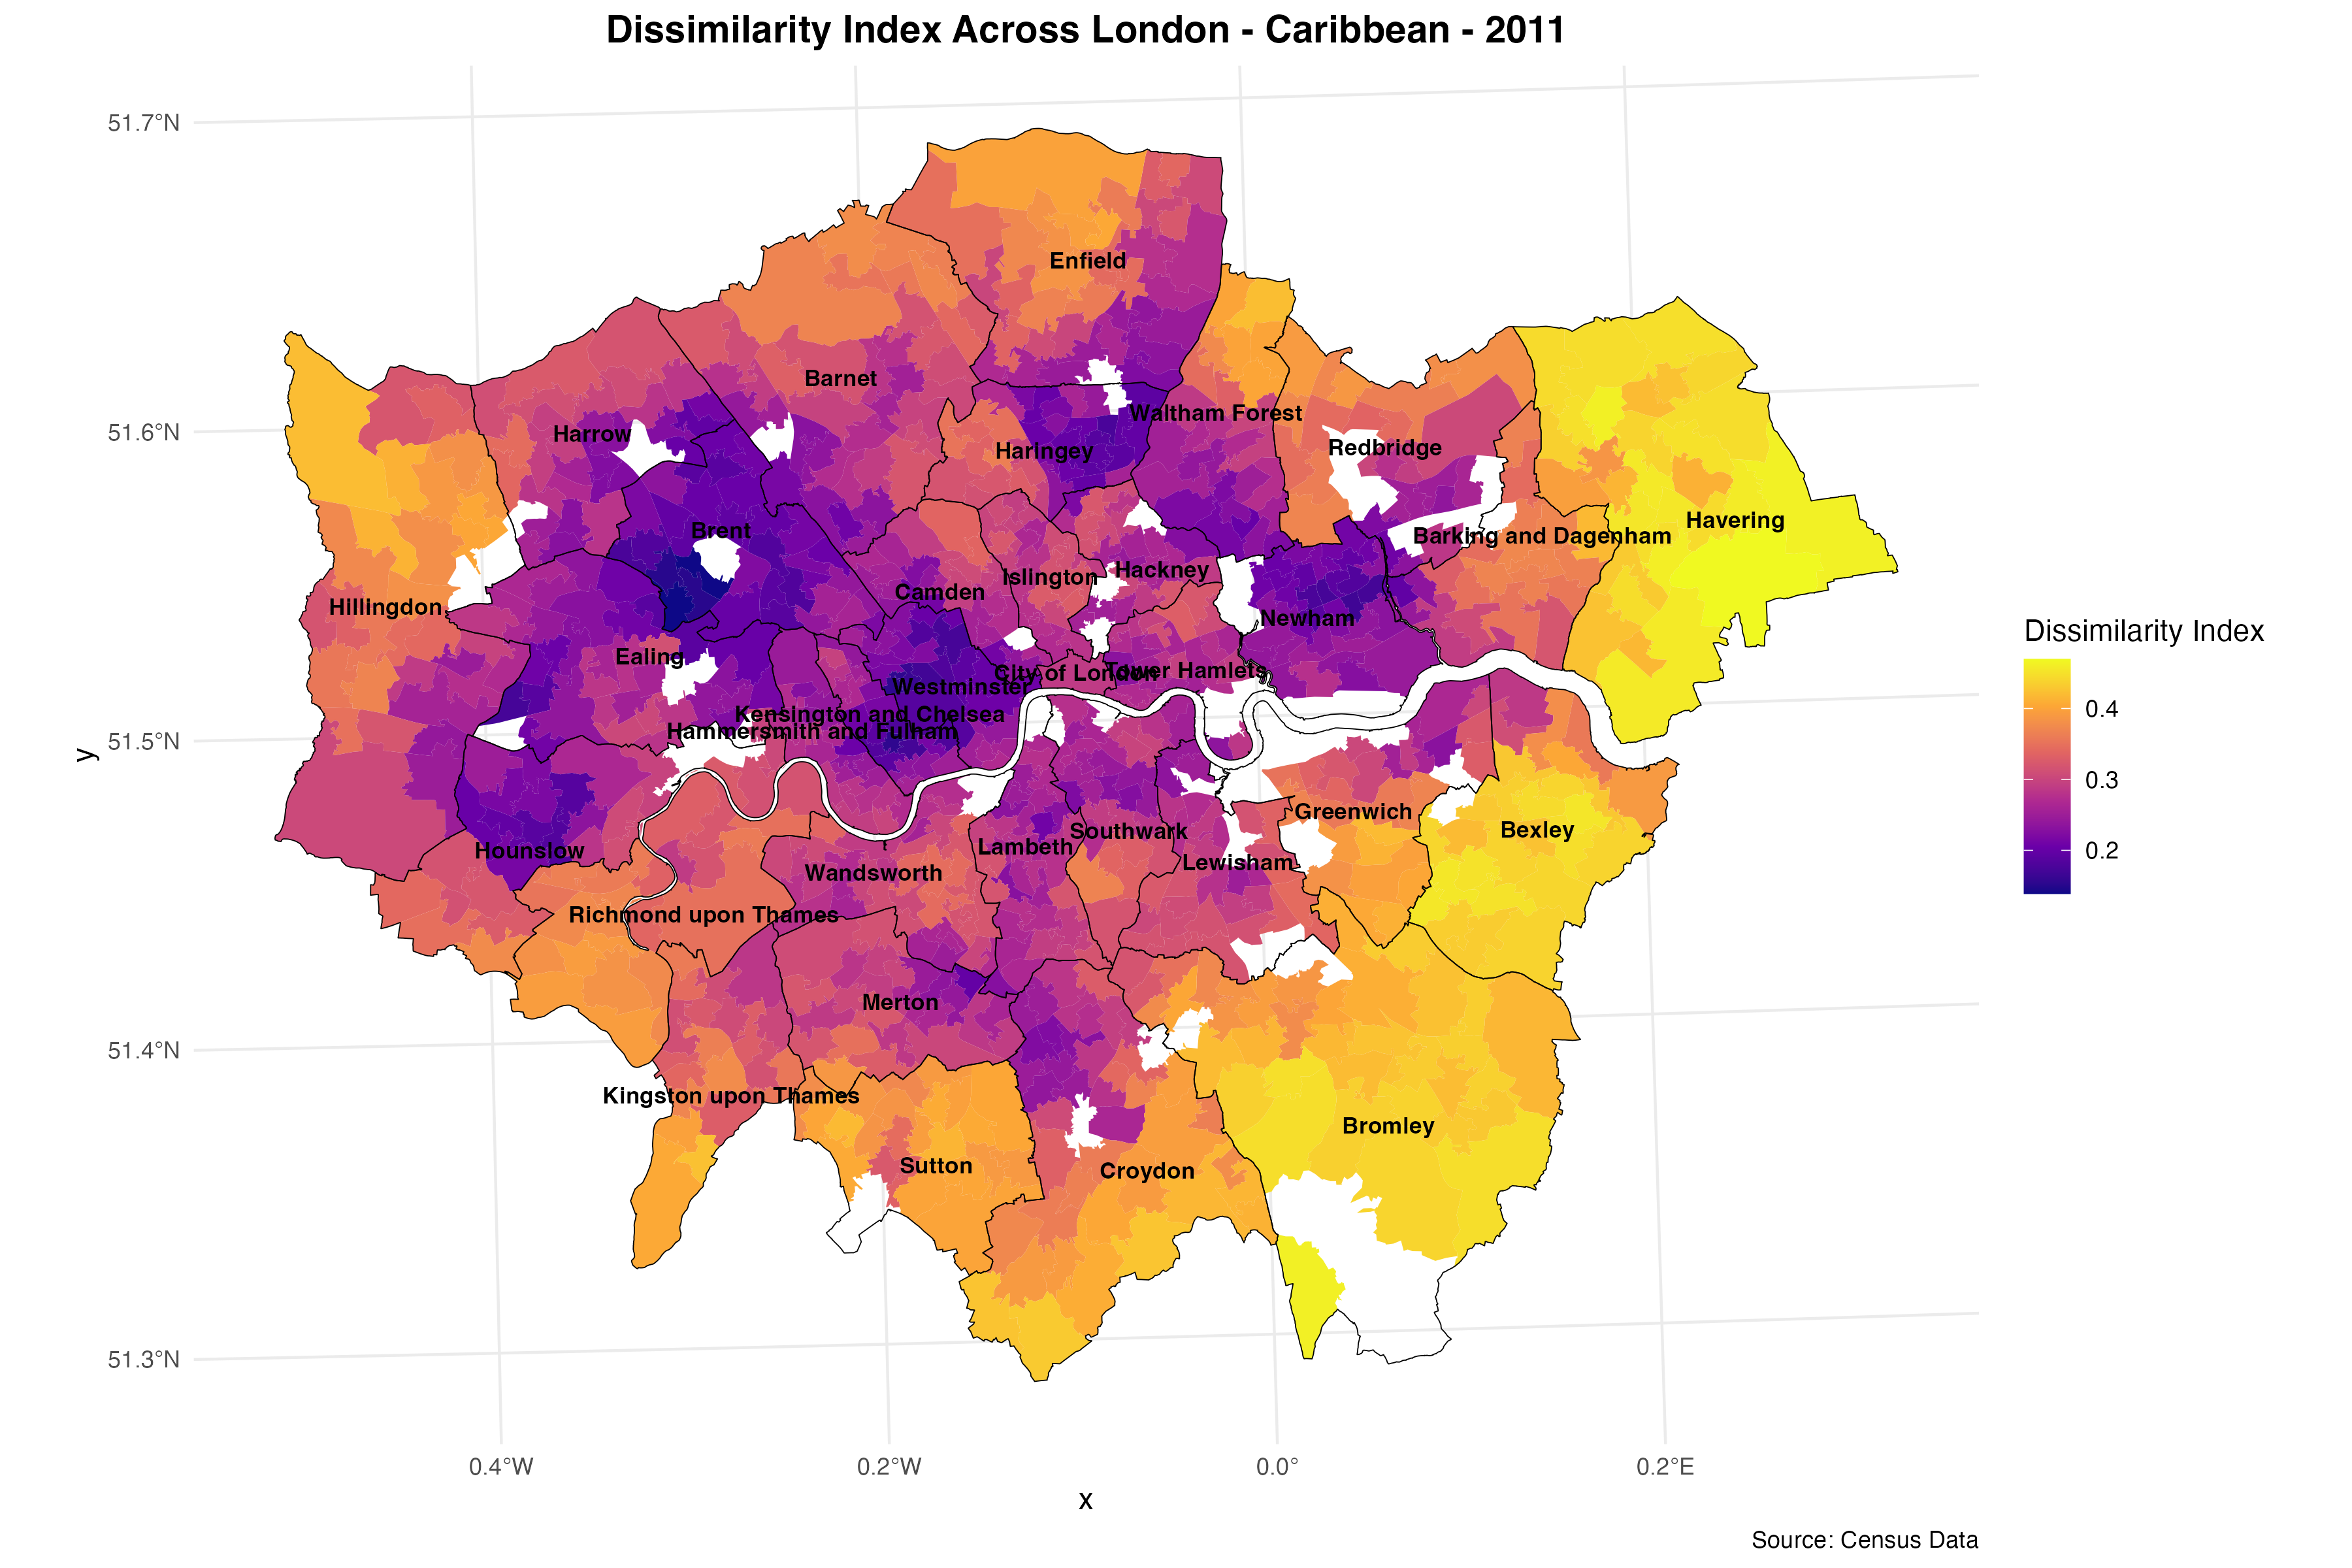 Dissimilarity Index Across London - Caribbean - 2011
51.7°N
51.6°N
51.5°N
51.4°N
51.3°N
y
Enfield
Barnet
Waltham Forest
Harrow
Haringey
Redbridge
Havering
Brent
Barking and Dagenham
Islington
Hackney
Camden
Hillingdon
Newham
Ealing
City of London
Tower Hamlets
Westminster
Kensington and Chelsea
Hammersmith and Fulham
Greenwich
Bexley
Southwark
Lambeth
Hounslow
Lewisham
Wandsworth
Richmond upon Thames
Merton
Kingston upon Thames
Bromley
Sutton
Croydon
Dissimilarity Index
0.4
0.3
0.2
0.4°W
0.2°W
0.0°
0.2°E
x
Source: Census Data